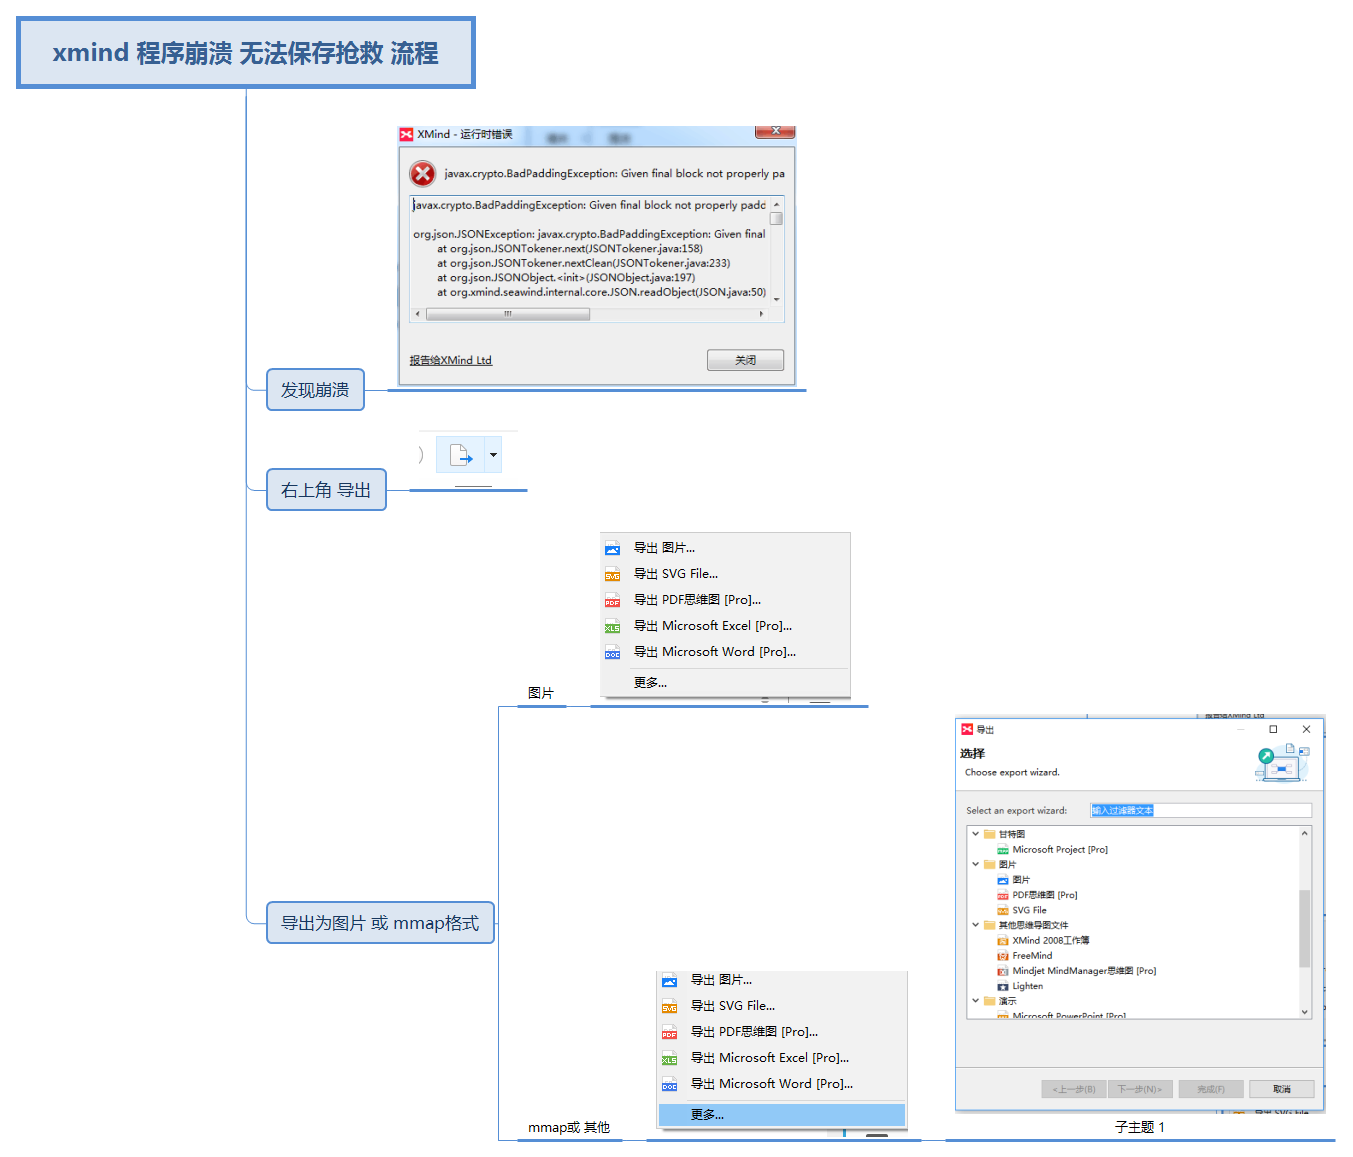 xmind 程序崩溃 无法保存抢救 流程
XMind - 运行时错误
javax.crypto.BadPaddingException: Given final block not properly pa
javax.crypto.BadPaddingException: Given final block not properly padd
org.json.JSONException: javax.crypto.BadPaddingException: Given final
at org.json.JSONTokener.next(JSONTokener.java:158)
at org.json.JSONTokener.nextClean(JSONTokener.java:233)
at org.json.JSONObject.<init>(JSONObject.java:197)
at org.xmind.seawind.internal.core.JSON.readObject(JSON.java:50)
报告给XMind Ltd
关闭
发现崩溃
右上角 导出
导出 图片...
导出 SVG File...
导出 PDF思维图 [Pro]...
导出 Microsoft Excel [Pro]...
导出 Microsoft Word [Pro]...
更多...
图片
导出为图片 或 mmap格式
导出 图片...
导出 SVG File...
导出 PDF思维图 [Pro]...
导出 Microsoft Excel [Pro]...
导出 Microsoft Word [Pro]...
更多...
mmap或 其他
报告给XMind Ltd
导出
选择
Choose export wizard.
Select an export wizard:
输入过滤器文本
甘特图
Microsoft Project [Pro]
图片
图片
PDF思维图 [Pro]
SVG File
其他思维导图文件
XMind 2008工作簿
FreeMind
Mindjet MindManager思维图 [Pro]
Lighten
演示
Microsoft PowerPoint [Pro]
<上一步(B)
下一步(N)>
完成(F)
取消
导出 SVG File
子主题 1